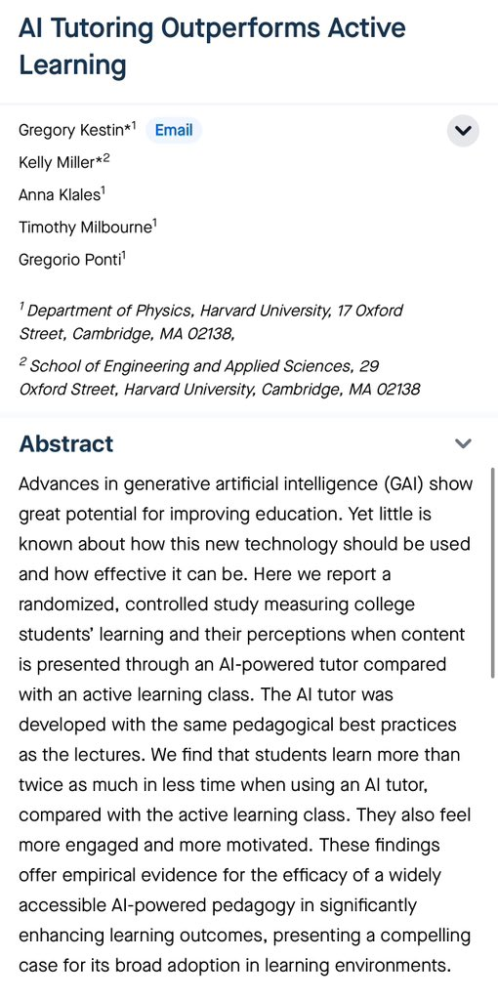 AI Tutoring Outperforms Active
Learning
Gregory Kestin*1 Email
Kelly Miller*2
Anna Klales1
Timothy Milbourne1
Gregorio Ponti1
1 Department of Physics, Harvard University, 17 Oxford
Street, Cambridge, MA 02138,
2 School of Engineering and Applied Sciences, 29
Oxford Street, Harvard University, Cambridge, MA 02138
Abstract
Advances in generative artificial intelligence (GAI) show
great potential for improving education. Yet little is
known about how this new technology should be used
and how effective it can be. Here we report a
randomized, controlled study measuring college
students’ learning and their perceptions when content
is presented through an AI-powered tutor compared
with an active learning class. The AI tutor was
developed with the same pedagogical best practices
as the lectures. We find that students learn more than
twice as much in less time when using an AI tutor,
compared with the active learning class. They also feel
more engaged and more motivated. These findings
offer empirical evidence for the efficacy of a widely
accessible AI-powered pedagogy in significantly
enhancing learning outcomes, presenting a compelling
case for its broad adoption in learning environments.